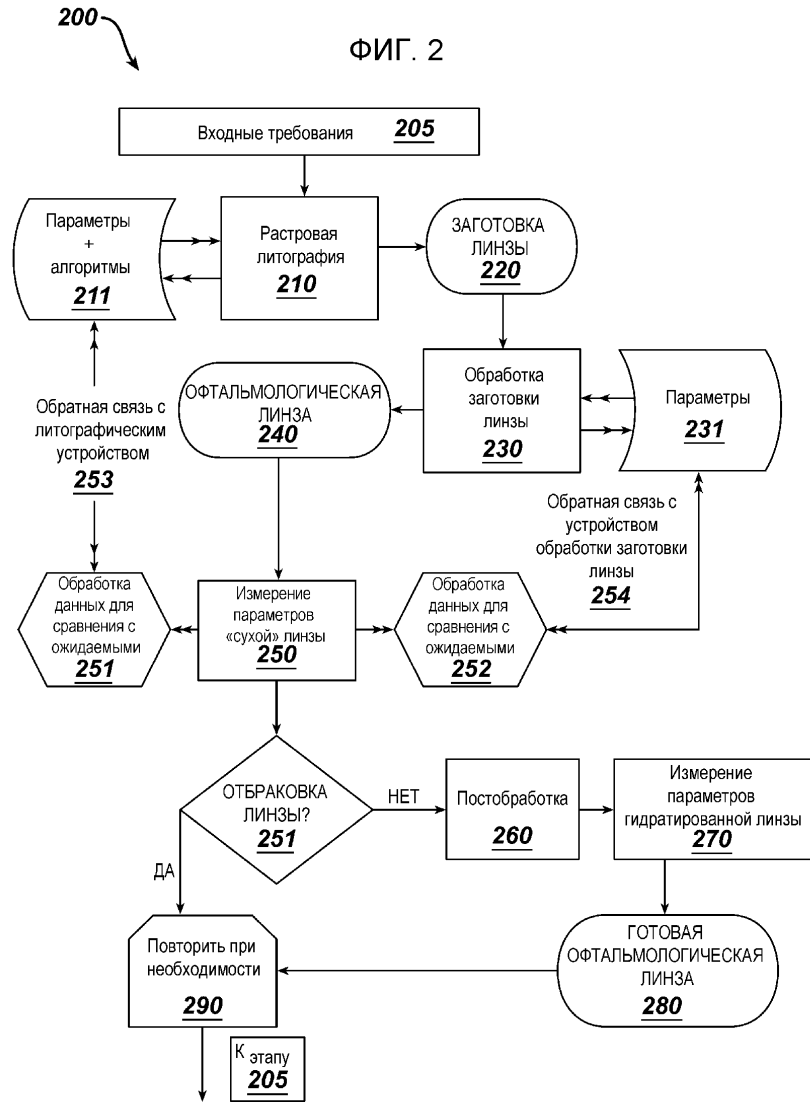 200
ФИГ. 2
Входные требования 205
Параметры
+
алгоритмы
211
Растровая
литография
210
ЗАГОТОВКА
ЛИНЗЫ
220
Обработка
заготовки
линзы
230
Параметры
231
ОФТАЛЬМОЛОГИЧЕСКАЯ
ЛИНЗА
240
Обратная связь с
литографическим
устройством
253
Обратная связь с
устройством
обработки заготовки
линзы 254
Обработка
данных для
сравнения с
ожидаемыми
251
Измерение
параметров
«сухой» линзы
250
Обработка
данных для
сравнения с
ожидаемыми
252
ОТБРАКОВКА
ЛИНЗЫ?
251
НЕТ
ДА
Постобработка
260
Измерение
параметров
гидратированной линзы
270
ГОТОВАЯ
ОФТАЛЬМОЛОГИЧЕСКАЯ
ЛИНЗА
280
Повторить при
необходимости
290
К этапу
205